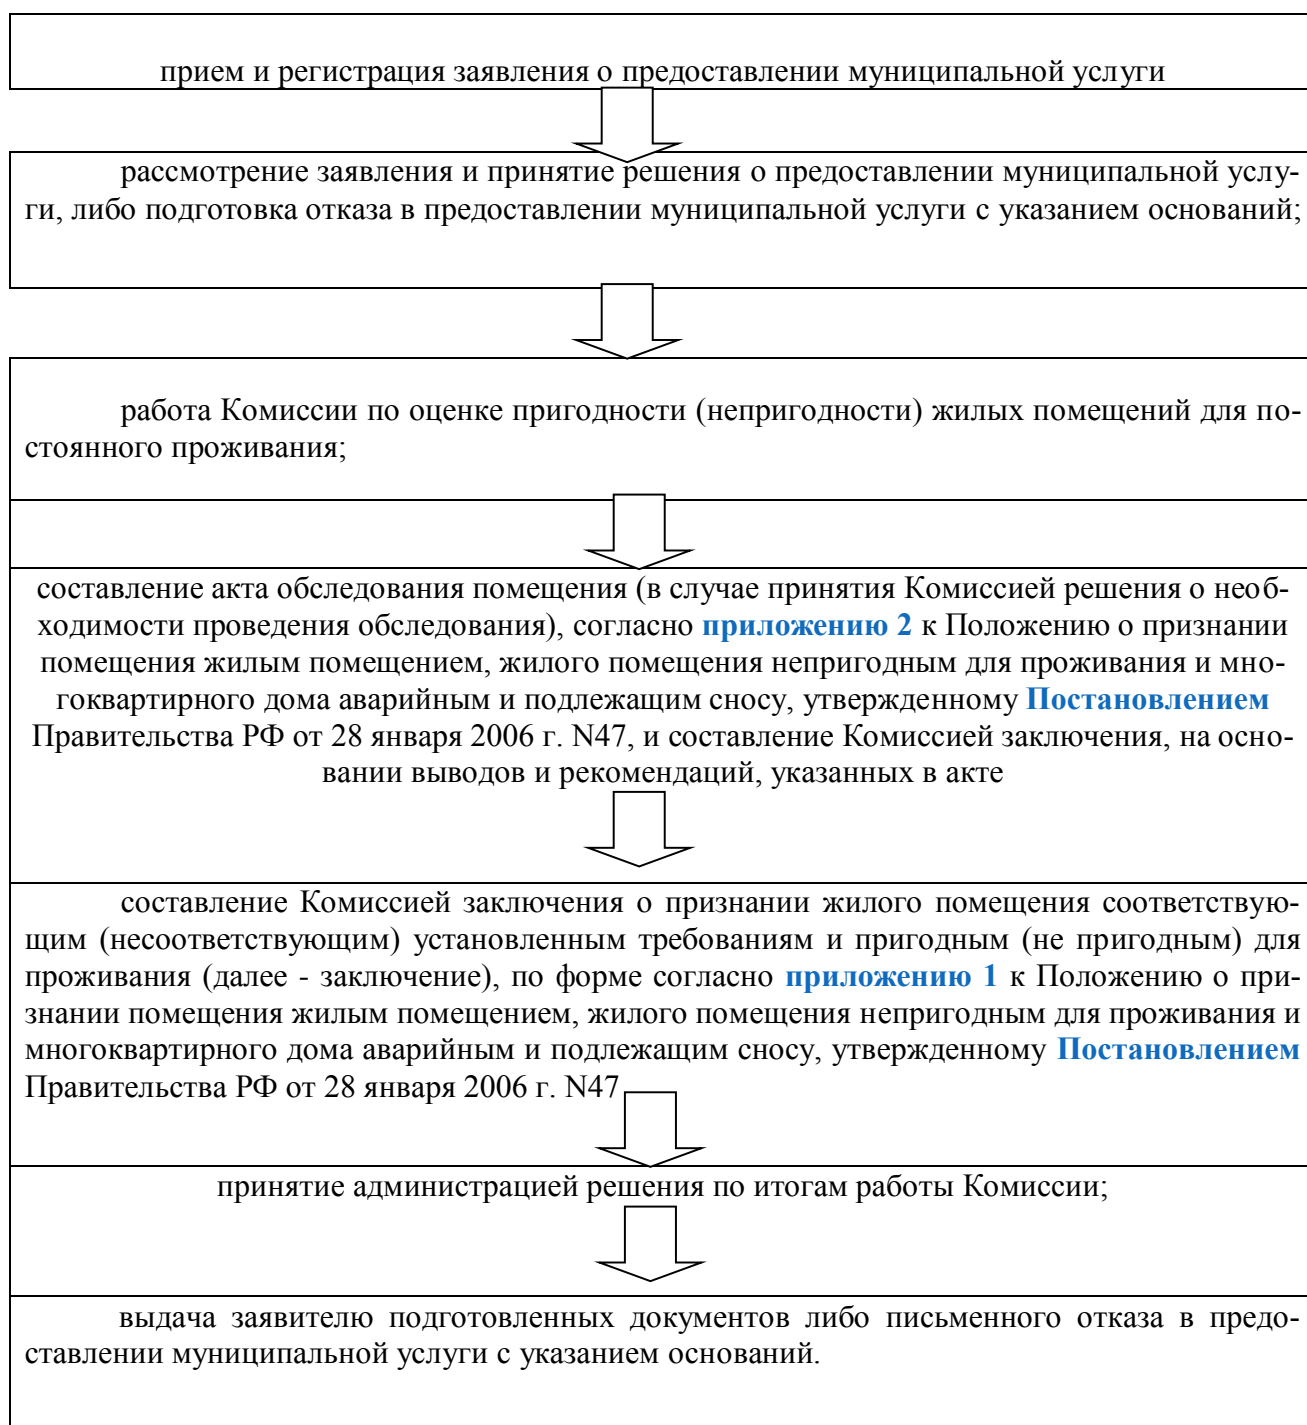 прием и регистрация заявления о предоставлении муниципальной услуги
рассмотрение заявления и принятие решения о предоставлении муниципальной услу-
ги, либо подготовка отказа в предоставлении муниципальной услуги с указанием оснований;
работа Комиссии по оценке пригодности (непригодности) жилых помещений для по-
стоянного проживания;
составление акта обследования помещения (в случае принятия Комиссией решения о необ-
ходимости проведения обследования), согласно приложению 2 к Положению о признании
помещения жилым помещением, жилого помещения непригодным для проживания и мно-
гоквартирного дома аварийным и подлежащим сносу, утвержденному Постановлением
Правительства РФ от 28 января 2006 г. N47, и составление Комиссией заключения, на осно-
вании выводов и рекомендаций, указанных в акте
составление Комиссией заключения о признании жилого помещения соответствую-
щим (несоответствующим) установленным требованиям и пригодным (не пригодным) для
проживания (далее - заключение), по форме согласно приложению 1 к Положению о при-
знании помещения жилым помещением, жилого помещения непригодным для проживания и
многоквартирного дома аварийным и подлежащим сносу, утвержденному Постановлением
Правительства РФ от 28 января 2006 г. N47
принятие администрацией решения по итогам работы Комиссии;
выдача заявителю подготовленных документов либо письменного отказа в предо-
ставлении муниципальной услуги с указанием оснований.